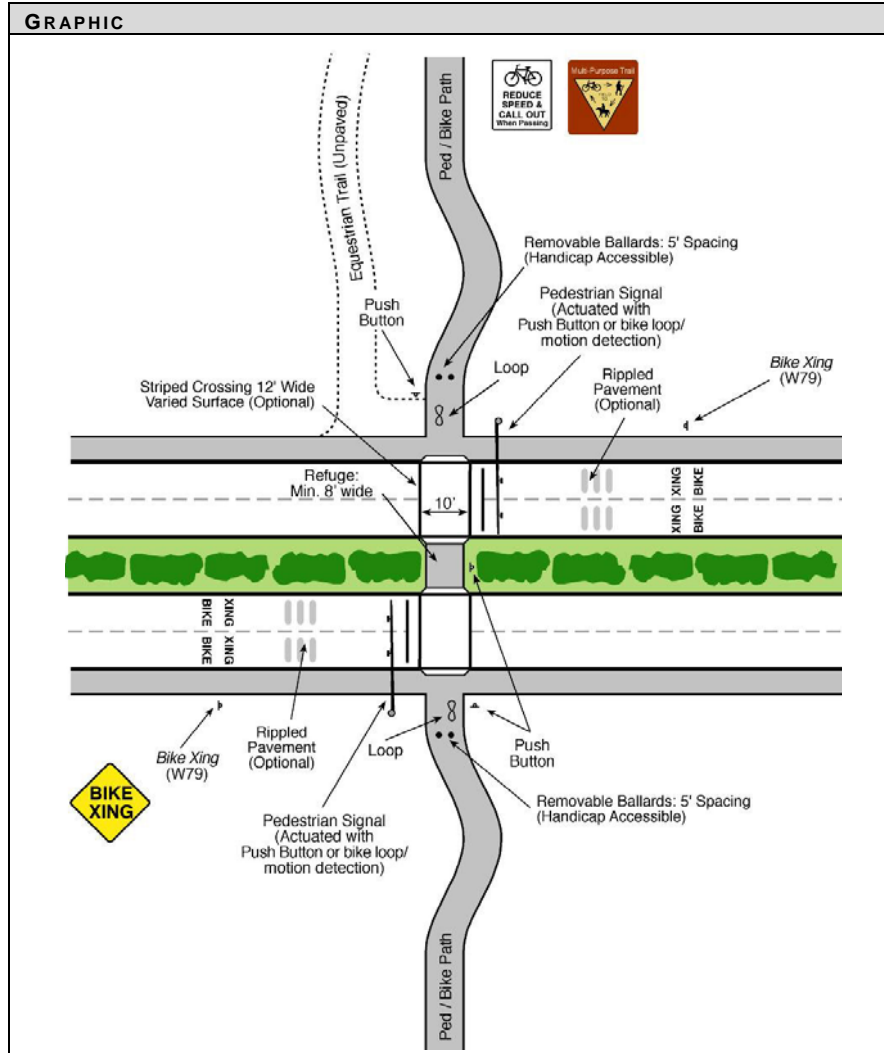 GRAPHIC
Equestrian Trail (Unpaved)
Ped / Bike Path
REDUCE
SPEED &
CALL OUT
When Passing
Multi-Purpose Trail
Removable Ballards: 5' Spacing
(Handicap Accessible)
Push
Button
Pedestrian Signal
(Actuated with
Push Button or bike loop/
motion detection)
Loop
Bike Xing
(W79)
Rippled
Pavement
(Optional)
Striped Crossing 12' Wide
Varied Surface (Optional)
Refuge:
Min. 8' wide
10'
XING BIKE
XING BIKE
BIKE XING
BIKE XING
Bike Xing
(W79)
Rippled
Pavement
(Optional)
Loop
Push
Button
BIKE
XING
Pedestrian Signal
(Actuated with
Push Button or bike loop/
motion detection)
Removable Ballards: 5' Spacing
(Handicap Accessible)
Ped / Bike Path